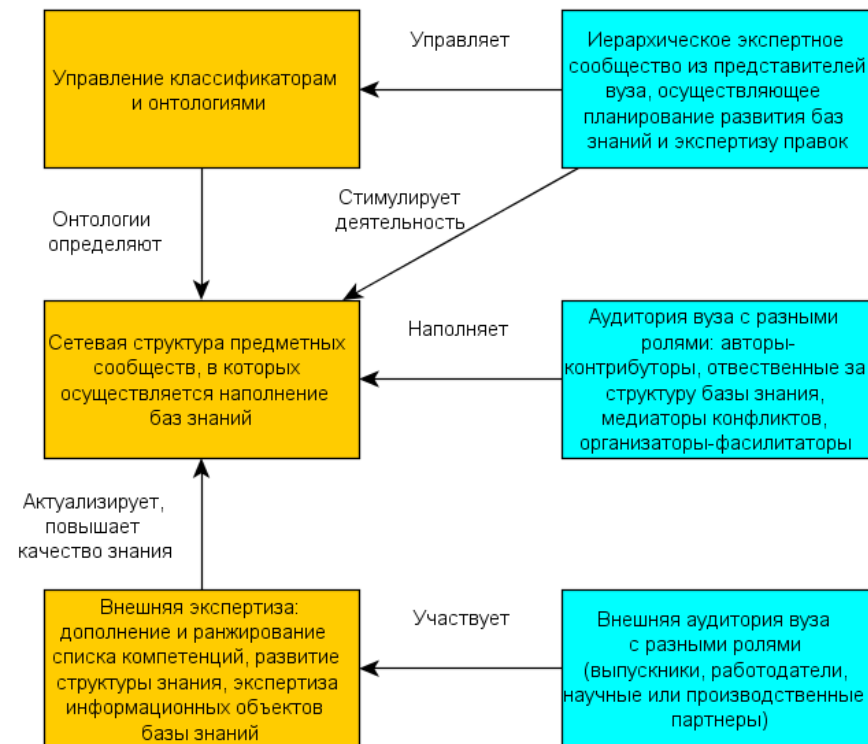 Управление классификаторам
и онтологиями
Управляет
Иерархическое экспертное
сообщество из представителей
вуза, осуществляющее
планирование развития баз
знаний и экспертизу правок
Онтологии
определяют
Стимулирует
деятельность
Сетевая структура предметных
сообществ, в которых
осуществляется наполнение
баз знаний
Наполняет
Аудитория вуза с разными
ролями: авторы-
контрибуторы, отвественные за
структуру базы знания,
медиаторы конфликтов,
организаторы-фасилитаторы
Актуализирует,
повышает
качество знания
Внешняя экспертиза:
дополнение и ранжирование
списка компетенций, развитие
структуры знания, экспертиза
информационных объектов
базы знаний
Участвует
Внешняя аудитория вуза
с разными ролями
(выпускники, работодатели,
научные или производственные
партнеры)